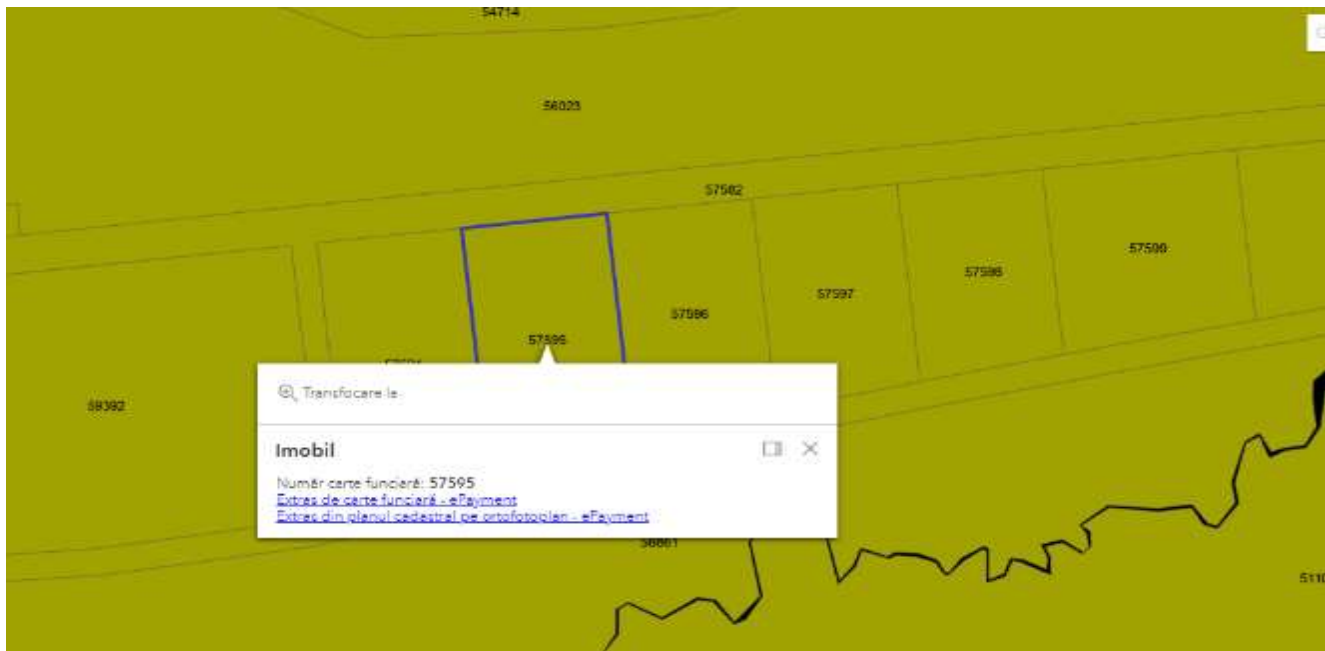 54714
56023
57582
57599
57598
57597
57596
57595
59392
Transfocare la
Imobil
Număr carte funciară: 57595
Extras de carte funciară - ePayment
Extras din planul cadastral pe ortofotoplan - ePayment